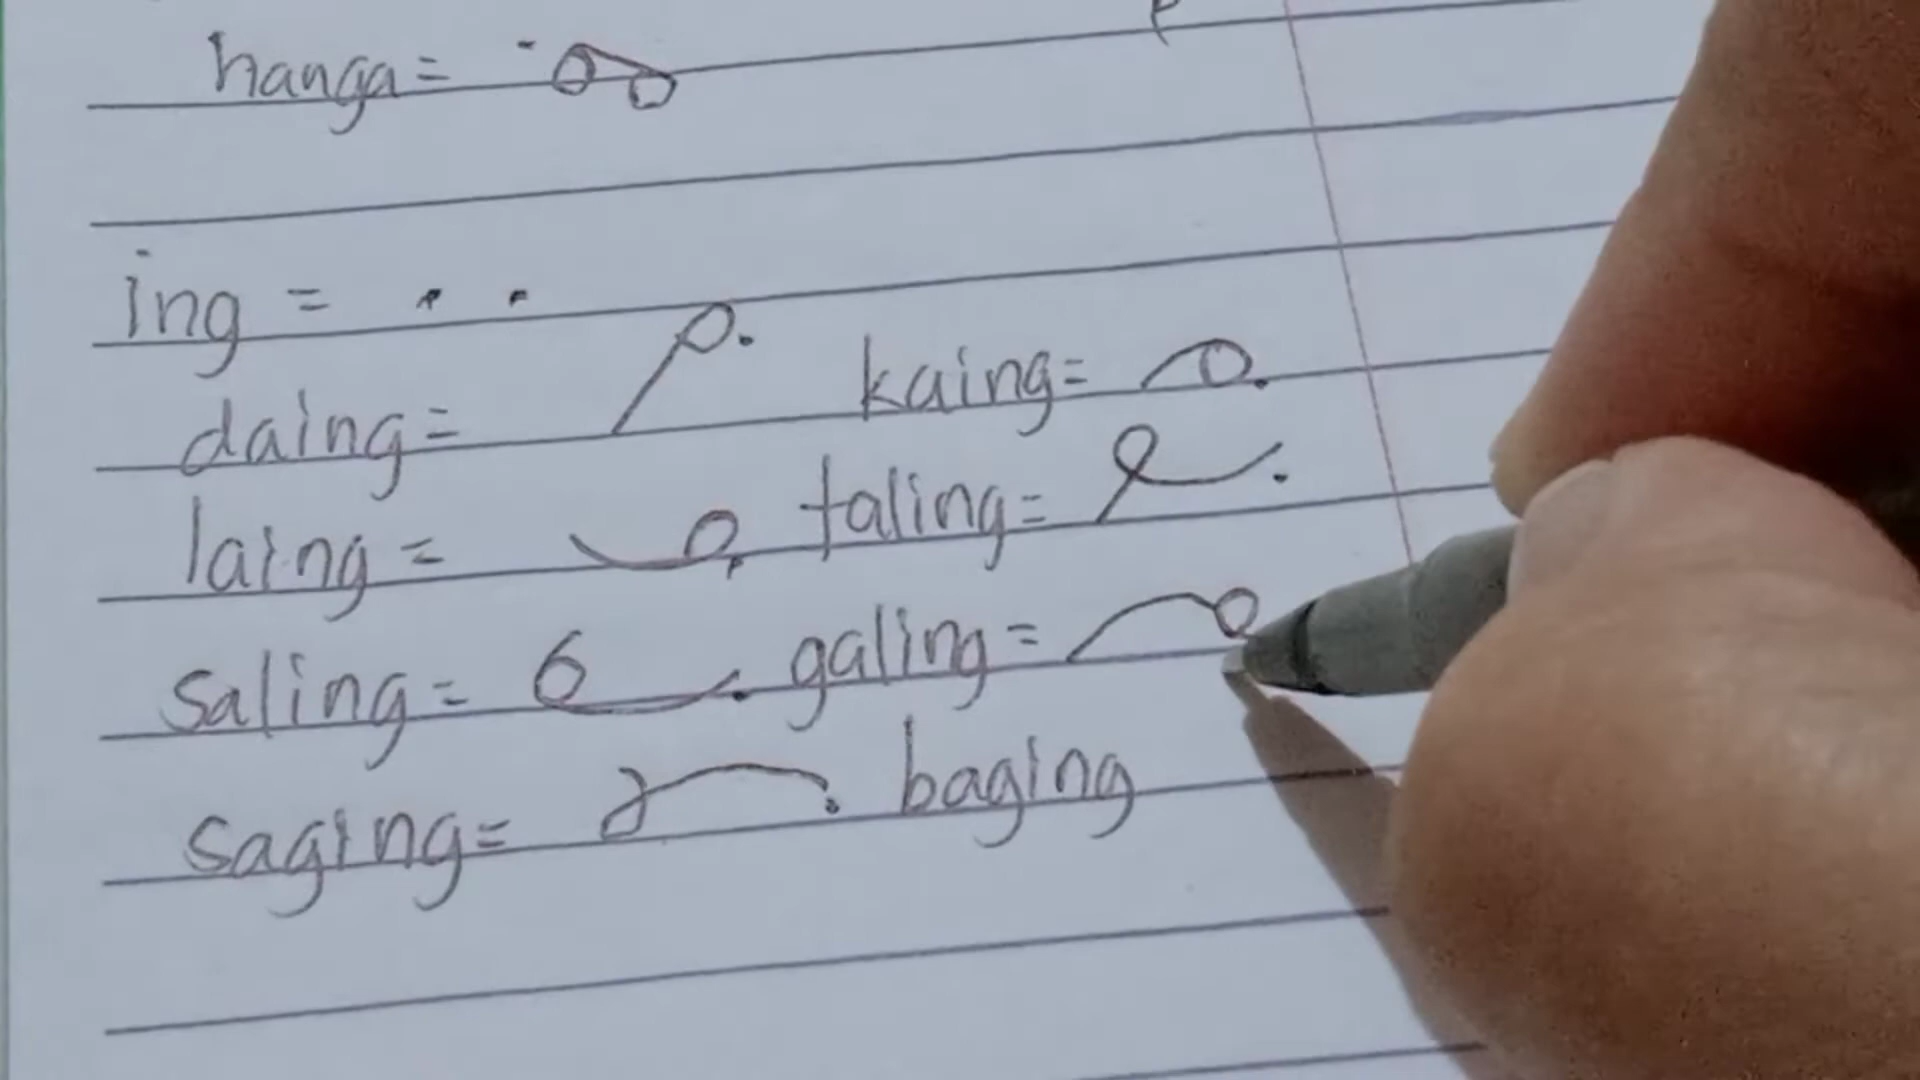 hanga =
ing = . .
daing = kaing =
laing = taling =
saling = galing =
saging = baging